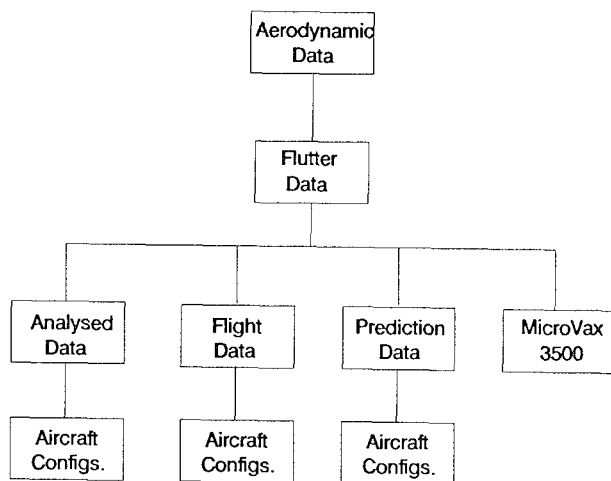 Aerodynamic
Data
Flutter
Data
Analysed
Data
Flight
Data
Prediction
Data
MicroVax
3500
Aircraft
Configs.
Aircraft
Configs.
Aircraft
Configs.